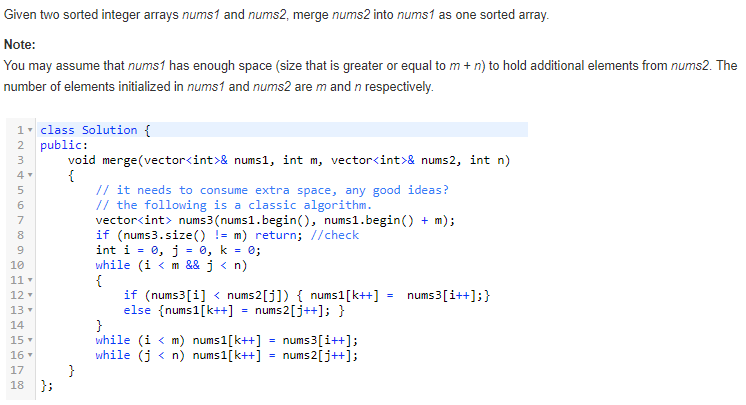 Given two sorted integer arrays nums1 and nums2, merge nums2 into nums1 as one sorted array.
Note:
You may assume that nums1 has enough space (size that is greater or equal to m + n) to hold additional elements from nums2. The
number of elements initialized in nums1 and nums2 are m and n respectively.
1 class Solution {
2 public:
3     void merge(vector<int>& nums1, int m, vector<int>& nums2, int n)
4     {
5         // it needs to consume extra space, any good ideas?
6         // the following is a classic algorithm.
7         vector<int> nums3(nums1.begin(), nums1.begin() + m);
8         if (nums3.size() != m) return; //check
9         int i = 0, j = 0, k = 0;
10         while (i < m && j < n)
11         {
12             if (nums3[i] < nums2[j]) { nums1[k++] =  nums3[i++];}
13             else {nums1[k++] = nums2[j++]; }
14         }
15         while (i < m) nums1[k++] = nums3[i++];
16         while (j < n) nums1[k++] = nums2[j++];
17     }
18 };